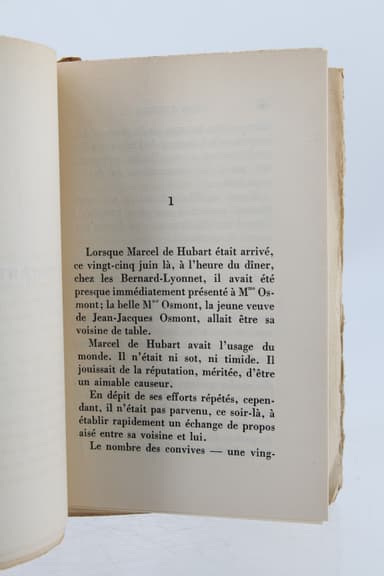 1
Lorsque Marcel de Hubart était arrivé,
ce vingt-cinq juin là, à l'heure du dîner,
chez les Bernard-Lyonnet, il avait été
presque immédiatement présenté à Mme Os-
mont; la belle Mme Osmont, la jeune veuve
de Jean-Jacques Osmont, allait être sa
voisine de table.
Marcel de Hubart avait l'usage du
monde. Il n'était ni sot, ni timide. Il
jouissait de la réputation, méritée, d'être
un aimable causeur.
En dépit de ses efforts répétés, cepen-
dant, il n'était pas parvenu, ce soir-là, à
établir rapidement un échange de propos
aisé entre sa voisine et lui.
Le nombre des convives — une ving-